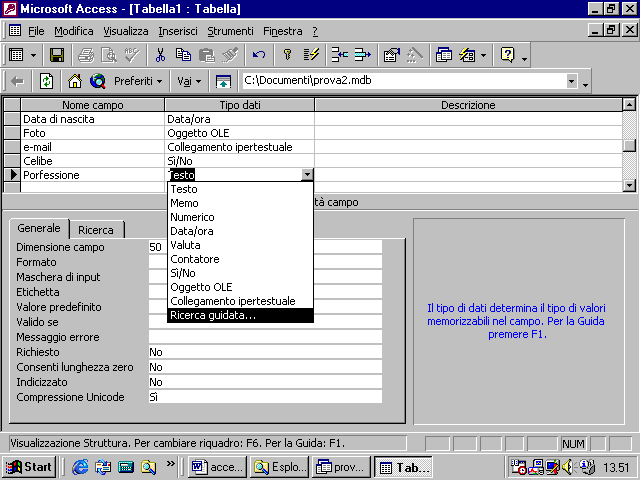 Microsoft Access - [Tabella1 : Tabella]
File Modifica Visualizza Inserisci Strumenti Finestra ?
Preferiti Vai C:\Documenti\prova2.mdb
Nome campo Tipo dati Descrizione
Data di nascita Data/ora
Foto Oggetto OLE
e-mail Collegamento ipertestuale
Celibe Sì/No
Porfessione Testo
Testo
Memo
Numerico
Data/ora
Valuta
Contatore
Sì/No
Oggetto OLE
Collegamento ipertestuale
Ricerca guidata...
tà campo
Generale Ricerca
Dimensione campo 50
Formato
Maschera di input
Etichetta
Valore predefinito
Valido se
Messaggio errore
Richiesto No
Consenti lunghezza zero No
Indicizzato No
Compressione Unicode Sì
Il tipo di dati determina il tipo di valori
memorizzabili nel campo. Per la Guida
premere F1.
Visualizzazione Struttura. Per cambiare riquadro: F6. Per la Guida: F1. NUM
Start » acce... Esplo... prov... Tab... 13.51